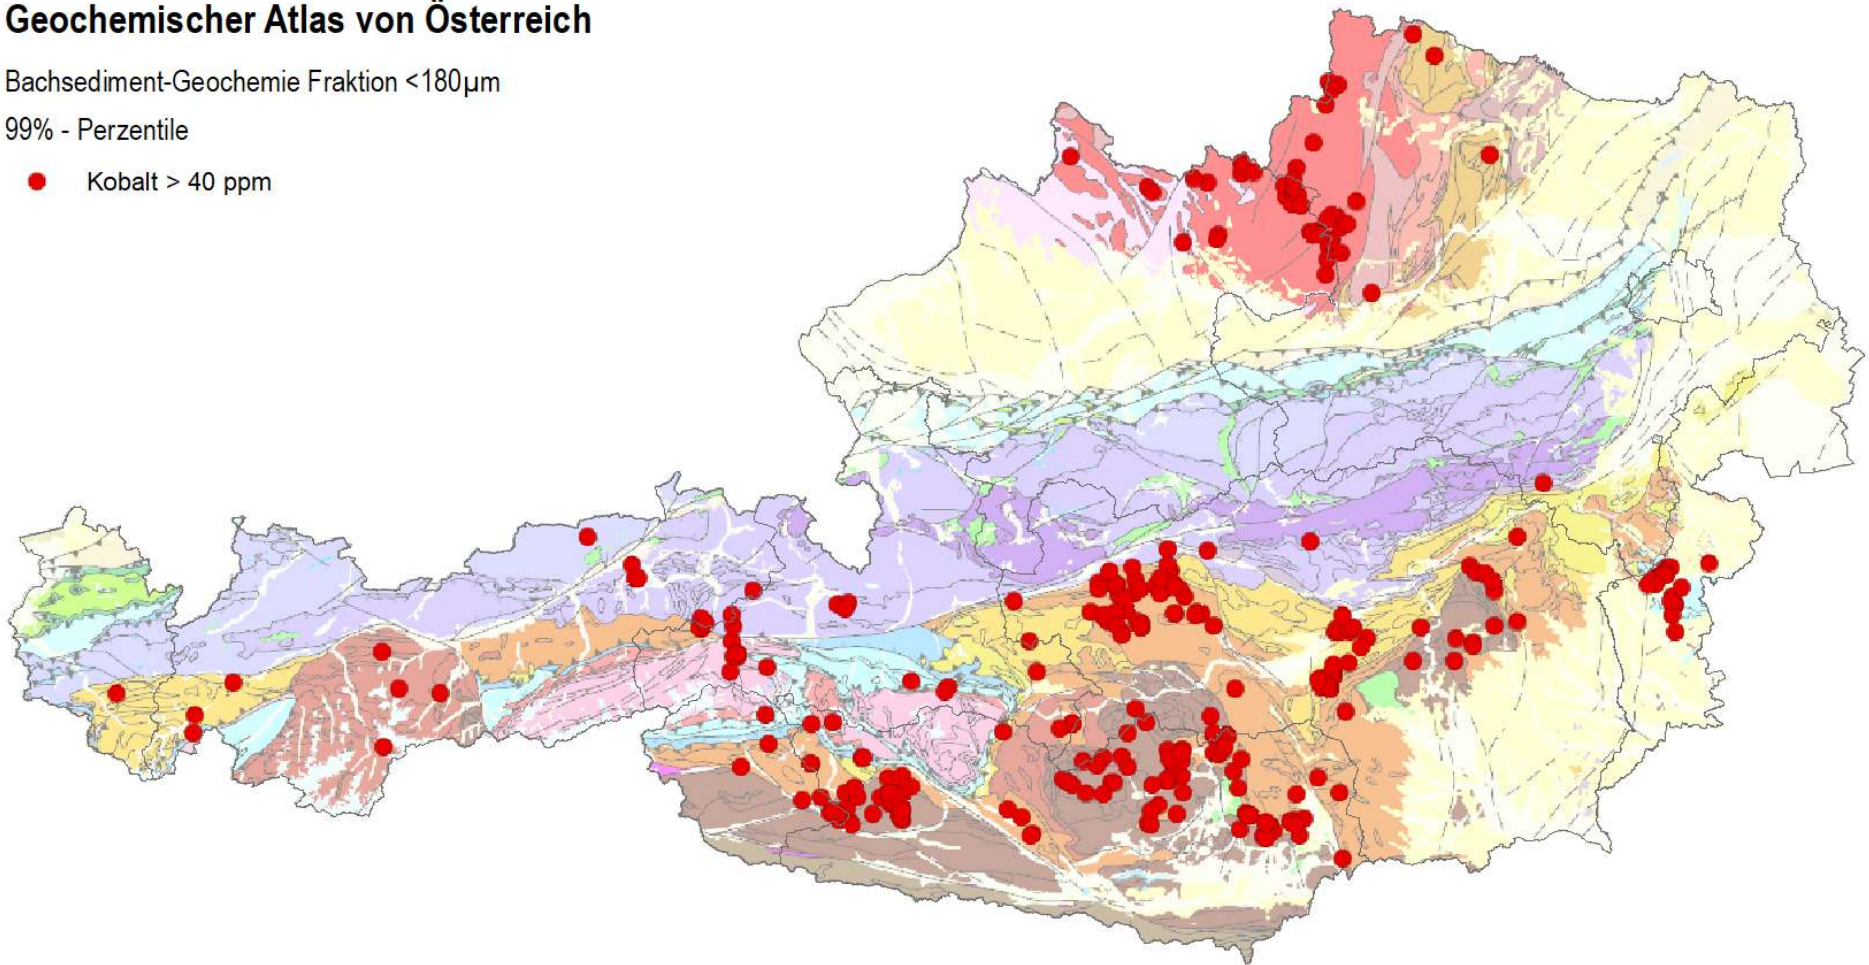 Geochemischer Atlas von Österreich
Bachsediment-Geochemie Fraktion <180µm
99% - Perzentile
Kobalt > 40 ppm